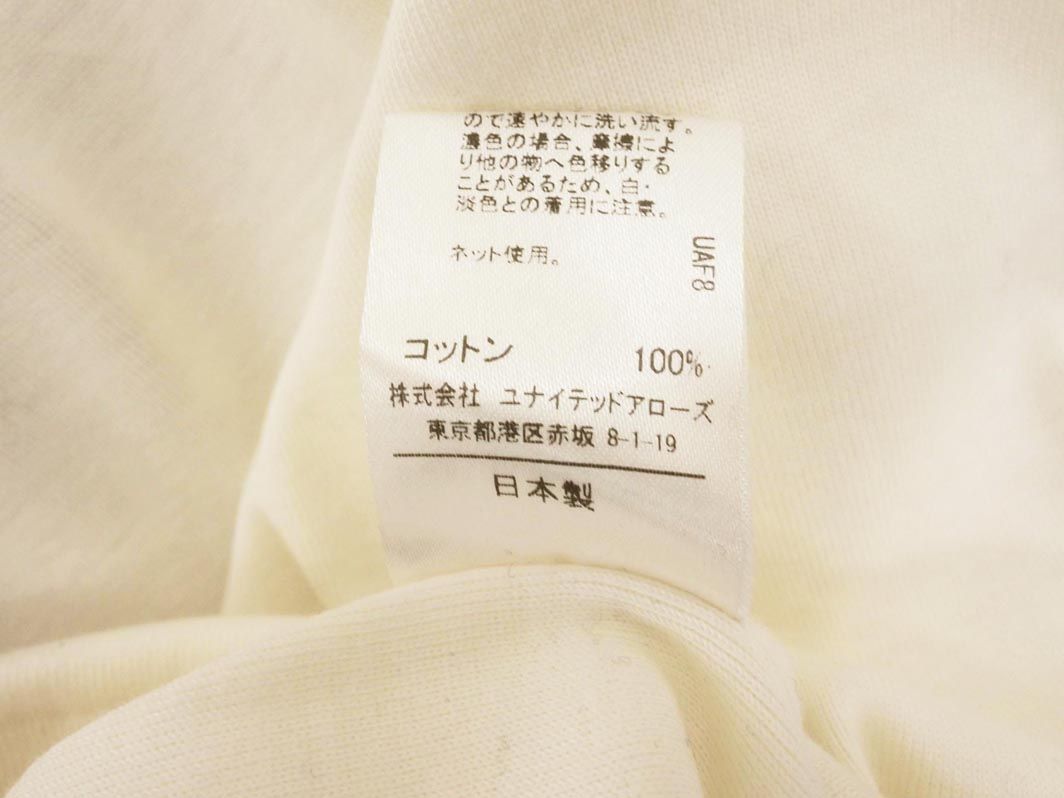 ので速やかに洗い流す。
濃色の場合、摩擦によ
り他の物へ色移りする
ことがあるため、白・
淡色との着用に注意。
ネット使用。
UAF8
コットン 100%
株式会社 ユナイテッドアローズ
東京都港区赤坂 8-1-19
日本製